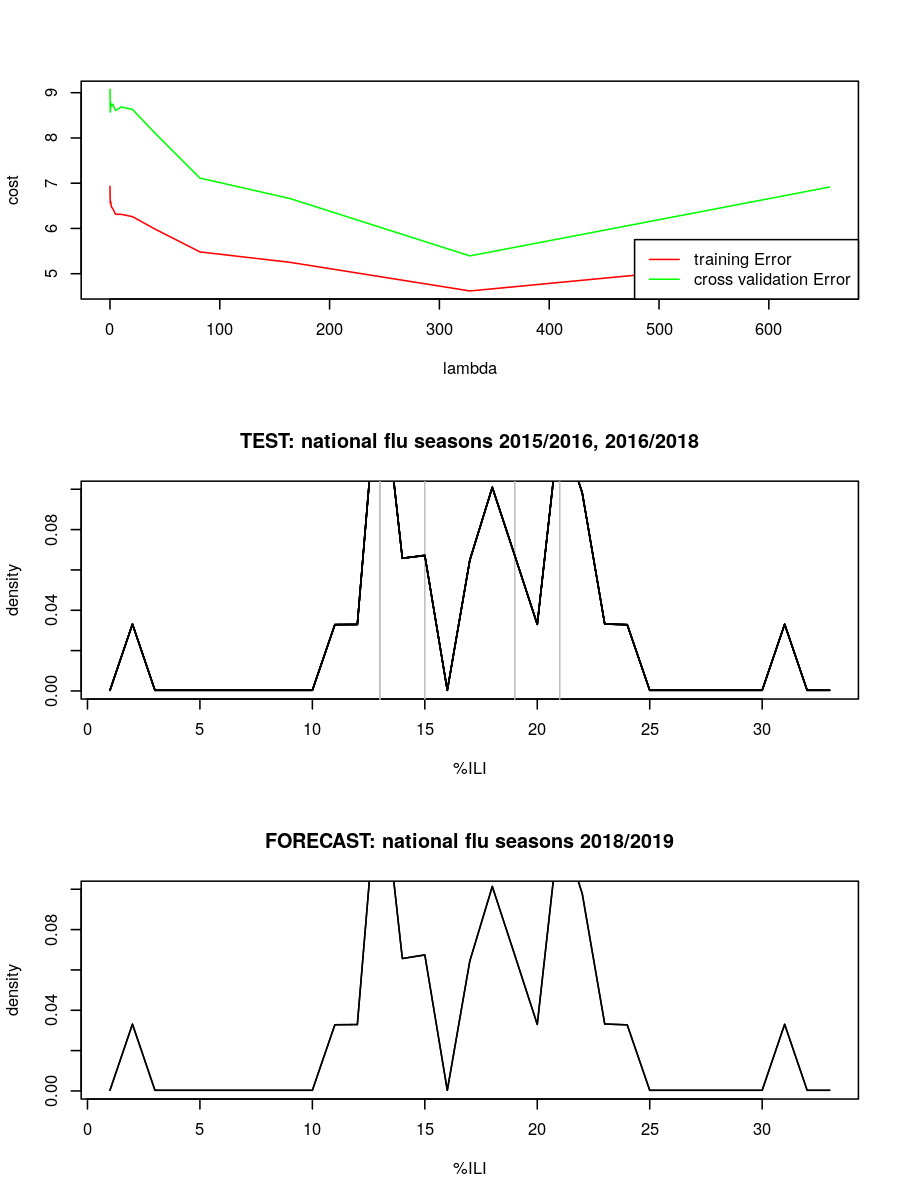 9
8
7
6
5
cost
training Error
cross validation Error
0 100 200 300 400 500 600
lambda
TEST: national flu seasons 2015/2016, 2016/2018
0.08
0.04
0.00
density
0 5 10 15 20 25 30
%ILI
FORECAST: national flu seasons 2018/2019
0.08
0.04
0.00
density
0 5 10 15 20 25 30
%ILI